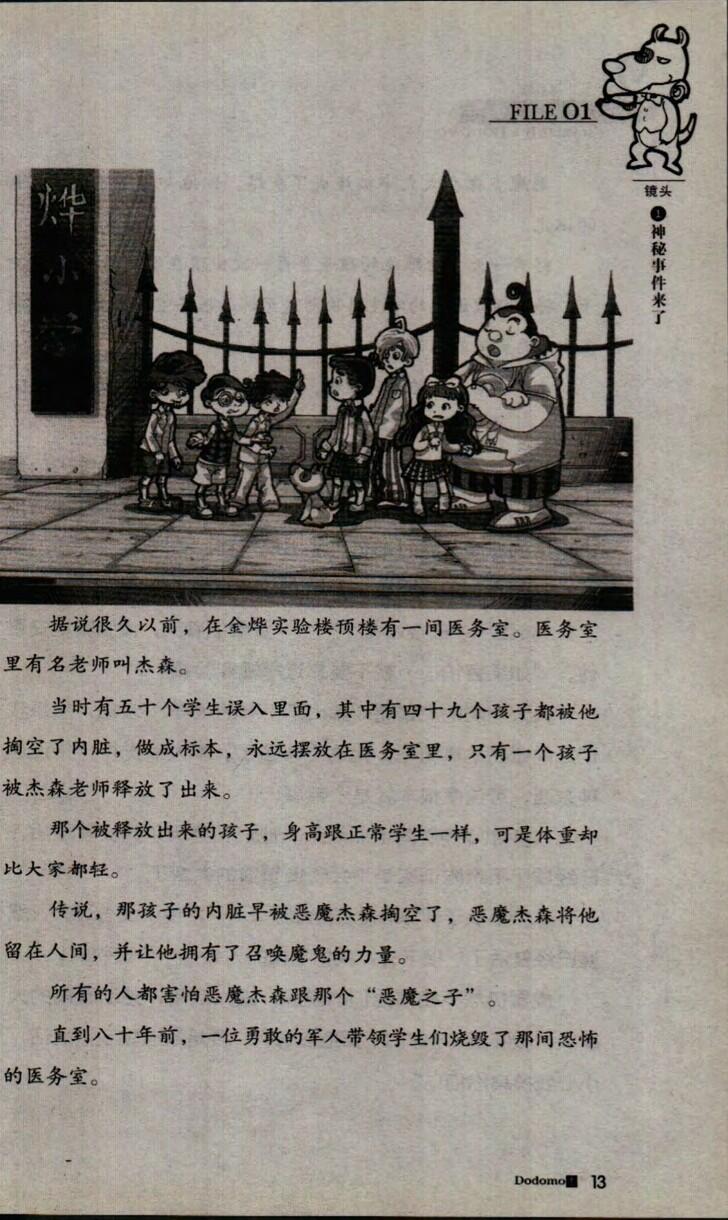 FILE 01
镜头
1
神秘事件来了
烨小学
据说很久以前，在金烨实验楼预楼有一间医务室。医务室
里有名老师叫杰森。
当时有五十个学生误入里面，其中有四十九个孩子都被他
掏空了内脏，做成标本，永远摆放在医务室里，只有一个孩子
被杰森老师释放了出来。
那个被释放出来的孩子，身高跟正常学生一样，可是体重却
比大家都轻。
传说，那孩子的内脏早被恶魔杰森掏空了，恶魔杰森将他
留在人间，并让他拥有了召唤魔鬼的力量。
所有的人都害怕恶魔杰森跟那个“恶魔之子”。
直到八十年前，一位勇敢的军人带领学生们烧毁了那间恐怖
的医务室。
Dodomo
13